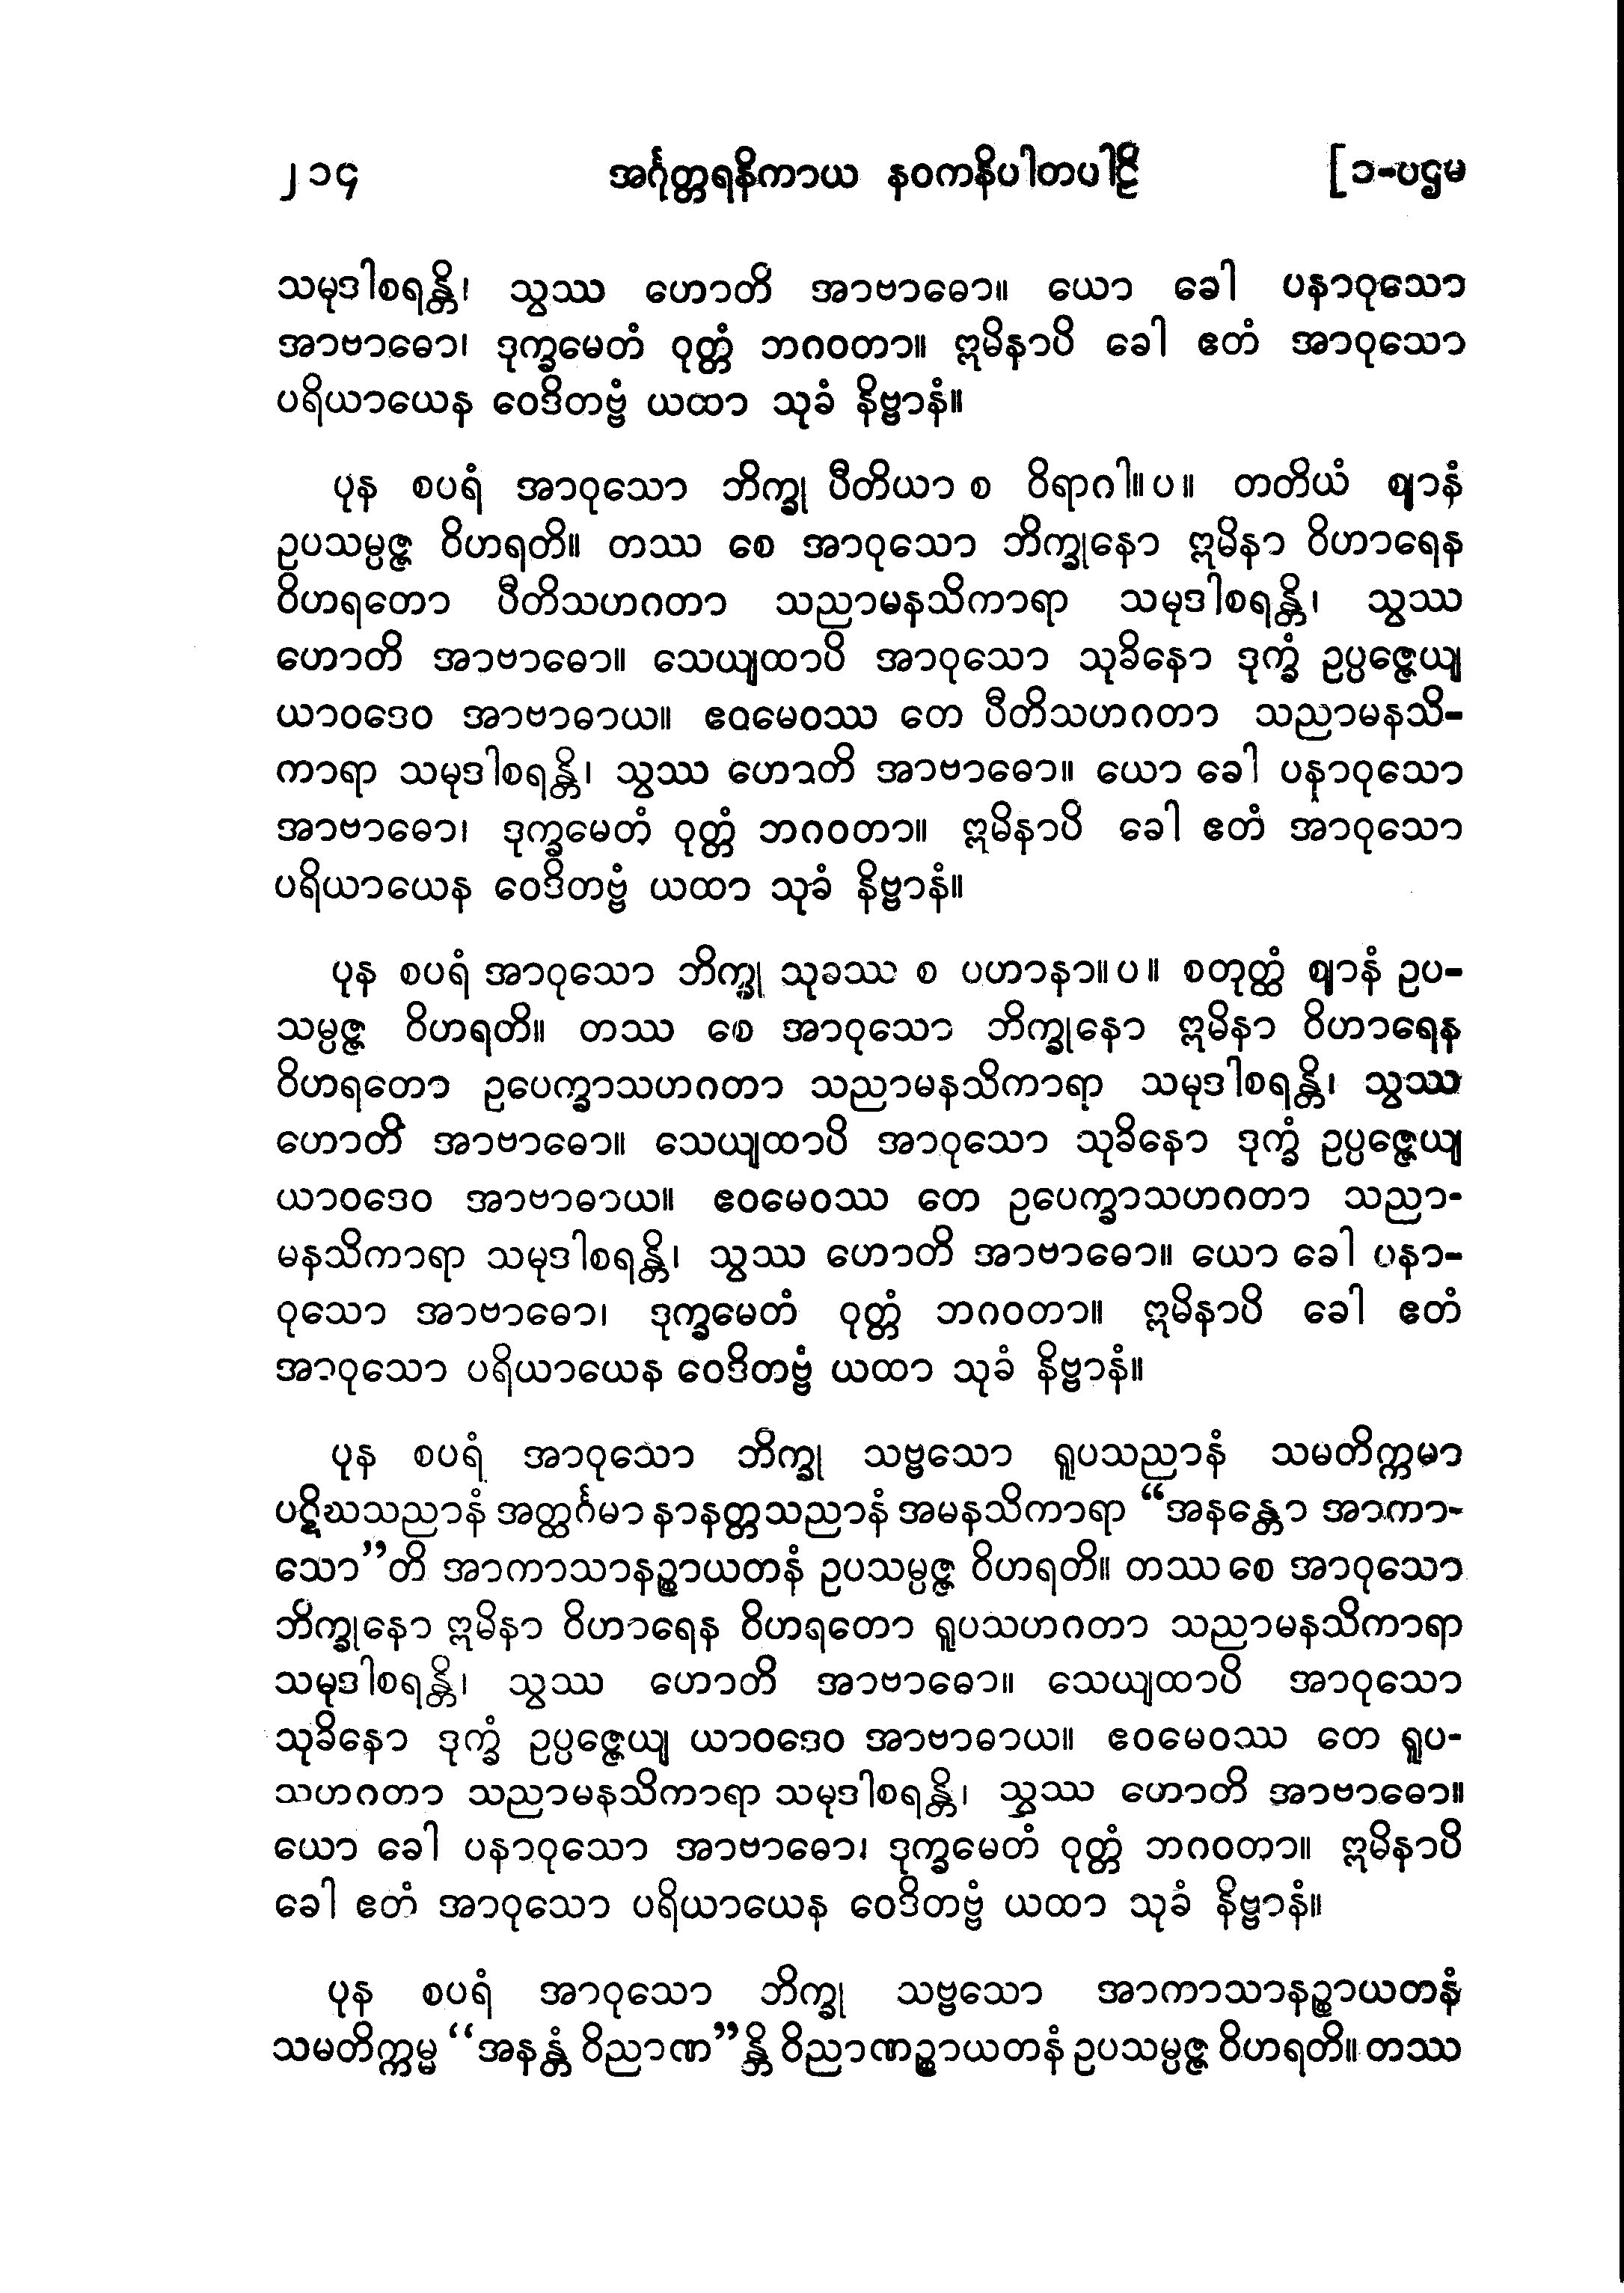 ၂၁၄ အင်္ဂုတ္တရနိကာယ နဝကနိပါတပါဠိ [၁-ပဌမ
သမုဒါစရန္တိ၊ သွဿ ဟောတိ အာဗာဓော။ ယော ခေါ ပနာဝုသော
အာဗာဓော၊ ဒုက္ခမေတံ ဝုတ္တံ ဘဂဝတာ။ ဣမိနာပိ ခေါ ဧတံ အာဝုသော
ပရိယာယေန ဝေဒိတဗ္ဗံ ယထာ သုခံ နိဗ္ဗာနံ။
ပုန စပရံ အာဝုသော ဘိက္ခု ပီတိယာ စ ဝိရာဂါ။ပ။ တတိယံ ဈာနံ
ဥပသမ္ပဇ္ဇ ဝိဟရတိ။ တဿ စေ အာဝုသော ဘိက္ခုနော ဣမိနာ ဝိဟာရေန
ဝိဟရတော ပီတိသဟဂတာ သညာမနသိကာရာ သမုဒါစရန္တိ၊ သွဿ
ဟောတိ အာဗာဓော။ သေယျထာပိ အာဝုသော သုခိနော ဒုက္ခံ ဥပ္ပဇ္ဇေယျ
ယာဝဒေဝ အာဗာဓာယ။ ဧဝမေဝဿ တေ ပီတိသဟဂတာ သညာမနသိ-
ကာရာ သမုဒါစရန္တိ၊ သွဿ ဟောတိ အာဗာဓော။ ယော ခေါ ပနာဝုသော
အာဗာဓော၊ ဒုက္ခမေတံ ဝုတ္တံ ဘဂဝတာ။ ဣမိနာပိ ခေါ ဧတံ အာဝုသော
ပရိယာယေန ဝေဒိတဗ္ဗံ ယထာ သုခံ နိဗ္ဗာနံ။
ပုန စပရံ အာဝုသော ဘိက္ခု သုခဿ စ ပဟာနာ။ပ။ စတုတ္ထံ ဈာနံ ဥပ-
သမ္ပဇ္ဇ ဝိဟရတိ။ တဿ စေ အာဝုသော ဘိက္ခုနော ဣမိနာ ဝိဟာရေန
ဝိဟရတော ဥပေက္ခာသဟဂတာ သညာမနသိကာရာ သမုဒါစရန္တိ၊ သွဿ
ဟောတိ အာဗာဓော။ သေယျထာပိ အာဝုသော သုခိနော ဒုက္ခံ ဥပ္ပဇ္ဇေယျ
ယာဝဒေဝ အာဗာဓာယ။ ဧဝမေဝဿ တေ ဥပေက္ခာသဟဂတာ သညာ-
မနသိကာရာ သမုဒါစရန္တိ၊ သွဿ ဟောတိ အာဗာဓော။ ယော ခေါ ပနာ-
ဝုသော အာဗာဓော၊ ဒုက္ခမေတံ ဝုတ္တံ ဘဂဝတာ။ ဣမိနာပိ ခေါ ဧတံ
အာဝုသော ပရိယာယေန ဝေဒိတဗ္ဗံ ယထာ သုခံ နိဗ္ဗာနံ။
ပုန စပရံ အာဝုသော ဘိက္ခု သဗ္ဗသော ရူပသညာနံ သမတိက္ကမာ
ပဋိဃသညာနံ အတ္ထင်္ဂမာ နာနတ္တသညာနံ အမနသိကာရာ “အနန္တော အာကာ-
သော”တိ အာကာသာနဉ္စာယတနံ ဥပသမ္ပဇ္ဇ ဝိဟရတိ။ တဿ စေ အာဝုသော
ဘိက္ခုနော ဣမိနာ ဝိဟာရေန ဝိဟရတော ရူပသဟဂတာ သညာမနသိကာရာ
သမုဒါစရန္တိ၊ သွဿ ဟောတိ အာဗာဓော။ သေယျထာပိ အာဝုသော
သုခိနော ဒုက္ခံ ဥပ္ပဇ္ဇေယျ ယာဝဒေဝ အာဗာဓာယ။ ဧဝမေဝဿ တေ ရူပ-
သဟဂတာ သညာမနသိကာရာ သမုဒါစရန္တိ၊ သွဿ ဟောတိ အာဗာဓော။
ယော ခေါ ပနာဝုသော အာဗာဓော၊ ဒုက္ခမေတံ ဝုတ္တံ ဘဂဝတာ။ ဣမိနာပိ
ခေါ ဧတံ အာဝုသော ပရိယာယေန ဝေဒိတဗ္ဗံ ယထာ သုခံ နိဗ္ဗာနံ။
ပုန စပရံ အာဝုသော ဘိက္ခု သဗ္ဗသော အာကာသာနဉ္စာယတနံ
သမတိက္ကမ္မ “အနန္တံ ဝိညာဏ”န္တိ ဝိညာဏဉ္စာယတနံ ဥပသမ္ပဇ္ဇ ဝိဟရတိ။ တဿ